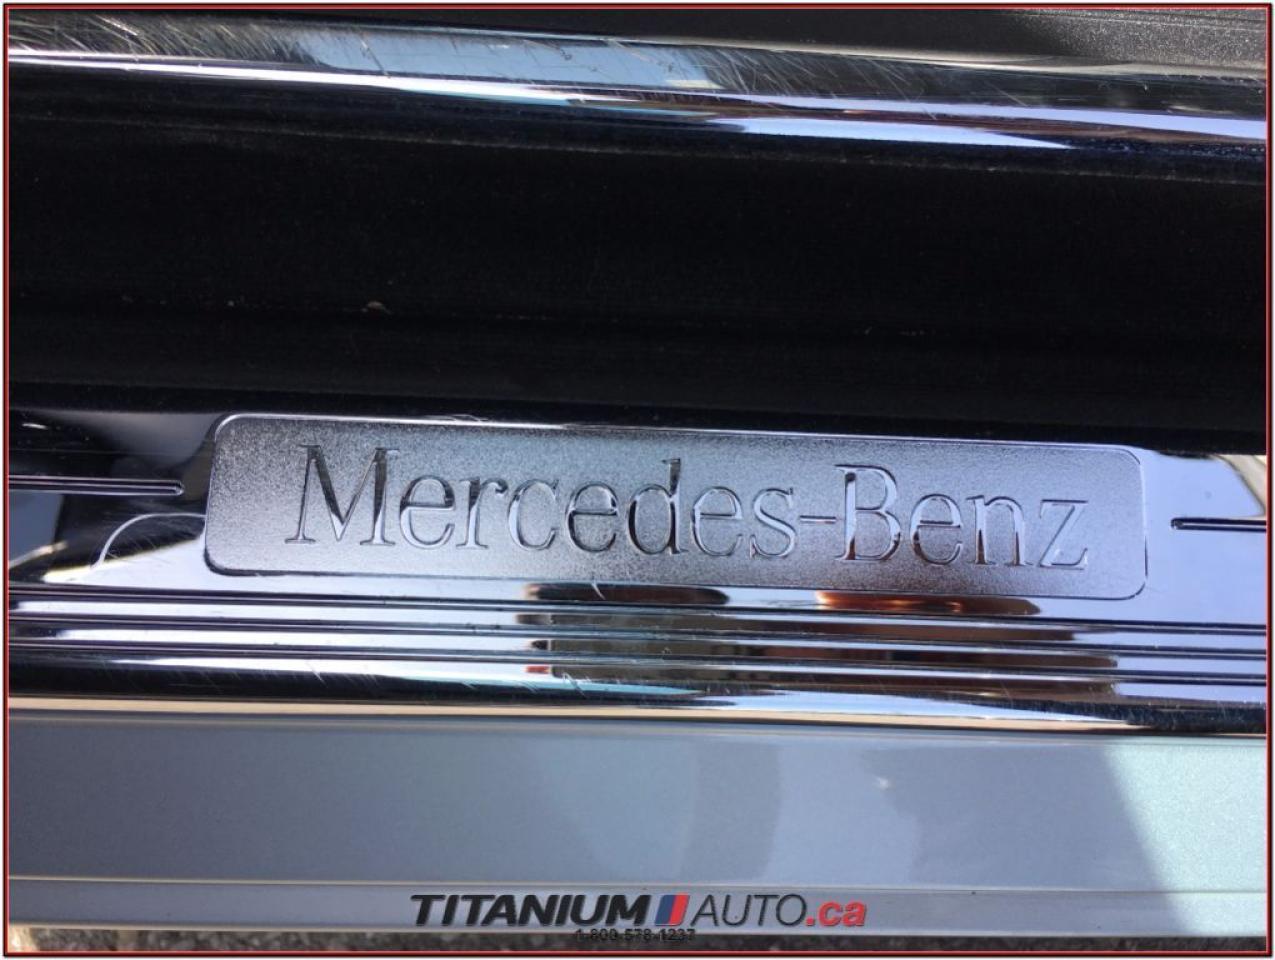 Mercedes-Benz
TITANIUM AUTO.ca
1-800-578-1237